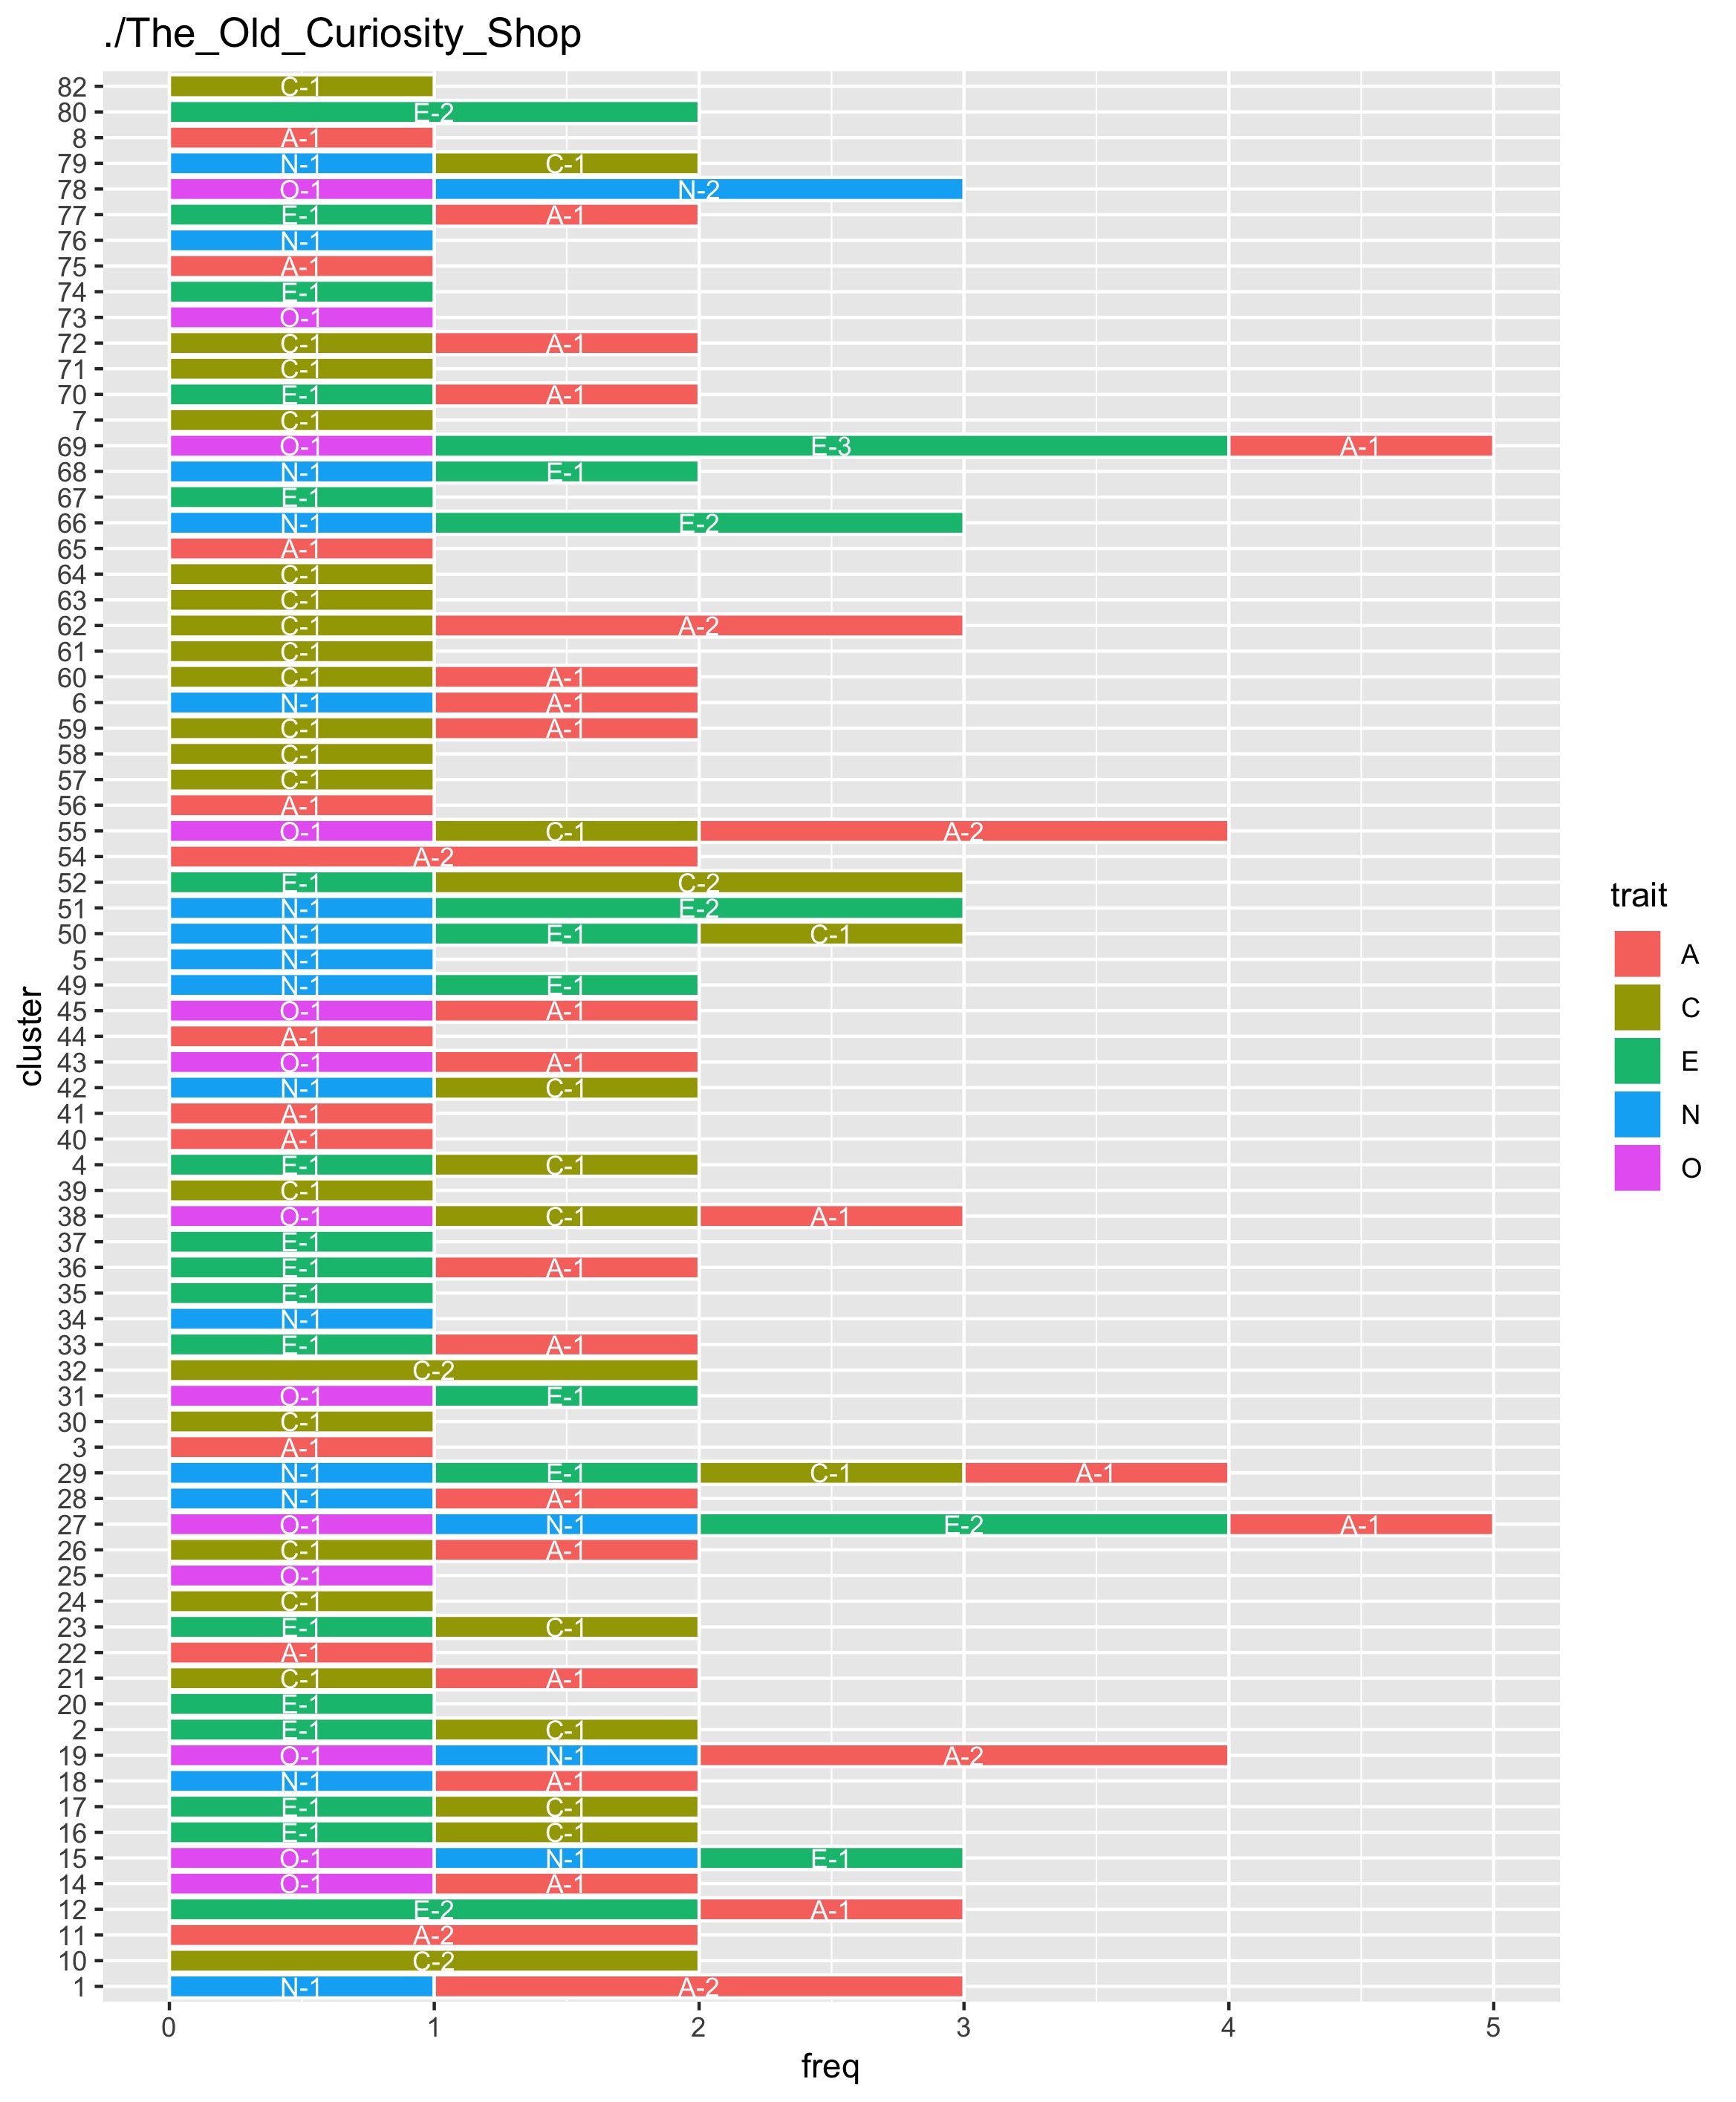 ./The_Old_Curiosity_Shop
82 C-1
80 E-2
8 A-1
79 N-1 C-1
78 O-1 N-2
77 E-1 A-1
76 N-1
75 A-1
74 E-1
73 O-1
72 C-1 A-1
71 C-1
70 E-1 A-1
7 C-1
69 O-1 E-3 A-1
68 N-1 E-1
67 E-1
66 N-1 E-2
65 A-1
64 C-1
63 C-1
62 C-1 A-2
61 C-1
60 C-1 A-1
6 N-1 A-1
59 C-1 A-1
58 C-1
57 C-1
56 A-1
55 O-1 C-1 A-2
54 A-2
52 E-1 C-2
51 N-1 E-2
50 N-1 E-1 C-1
5 N-1
49 N-1 E-1
45 O-1 A-1
44 A-1
43 O-1 A-1
42 N-1 C-1
41 A-1
40 A-1
4 E-1 C-1
39 C-1
38 O-1 C-1 A-1
37 E-1
36 E-1 A-1
35 E-1
34 N-1
33 E-1 A-1
32 C-2
31 O-1 E-1
30 C-1
3 A-1
29 N-1 E-1 C-1 A-1
28 N-1 A-1
27 O-1 N-1 E-2 A-1
26 C-1 A-1
25 O-1
24 C-1
23 E-1 C-1
22 A-1
21 C-1 A-1
20 E-1
2 E-1 C-1
19 O-1 N-1 A-2
18 N-1 A-1
17 E-1 C-1
16 E-1 C-1
15 O-1 N-1 E-1
14 O-1 A-1
12 E-2 A-1
11 A-2
10 C-2
1 N-1 A-2
0 1 2 3 4 5
freq
cluster
trait
A
C
E
N
O